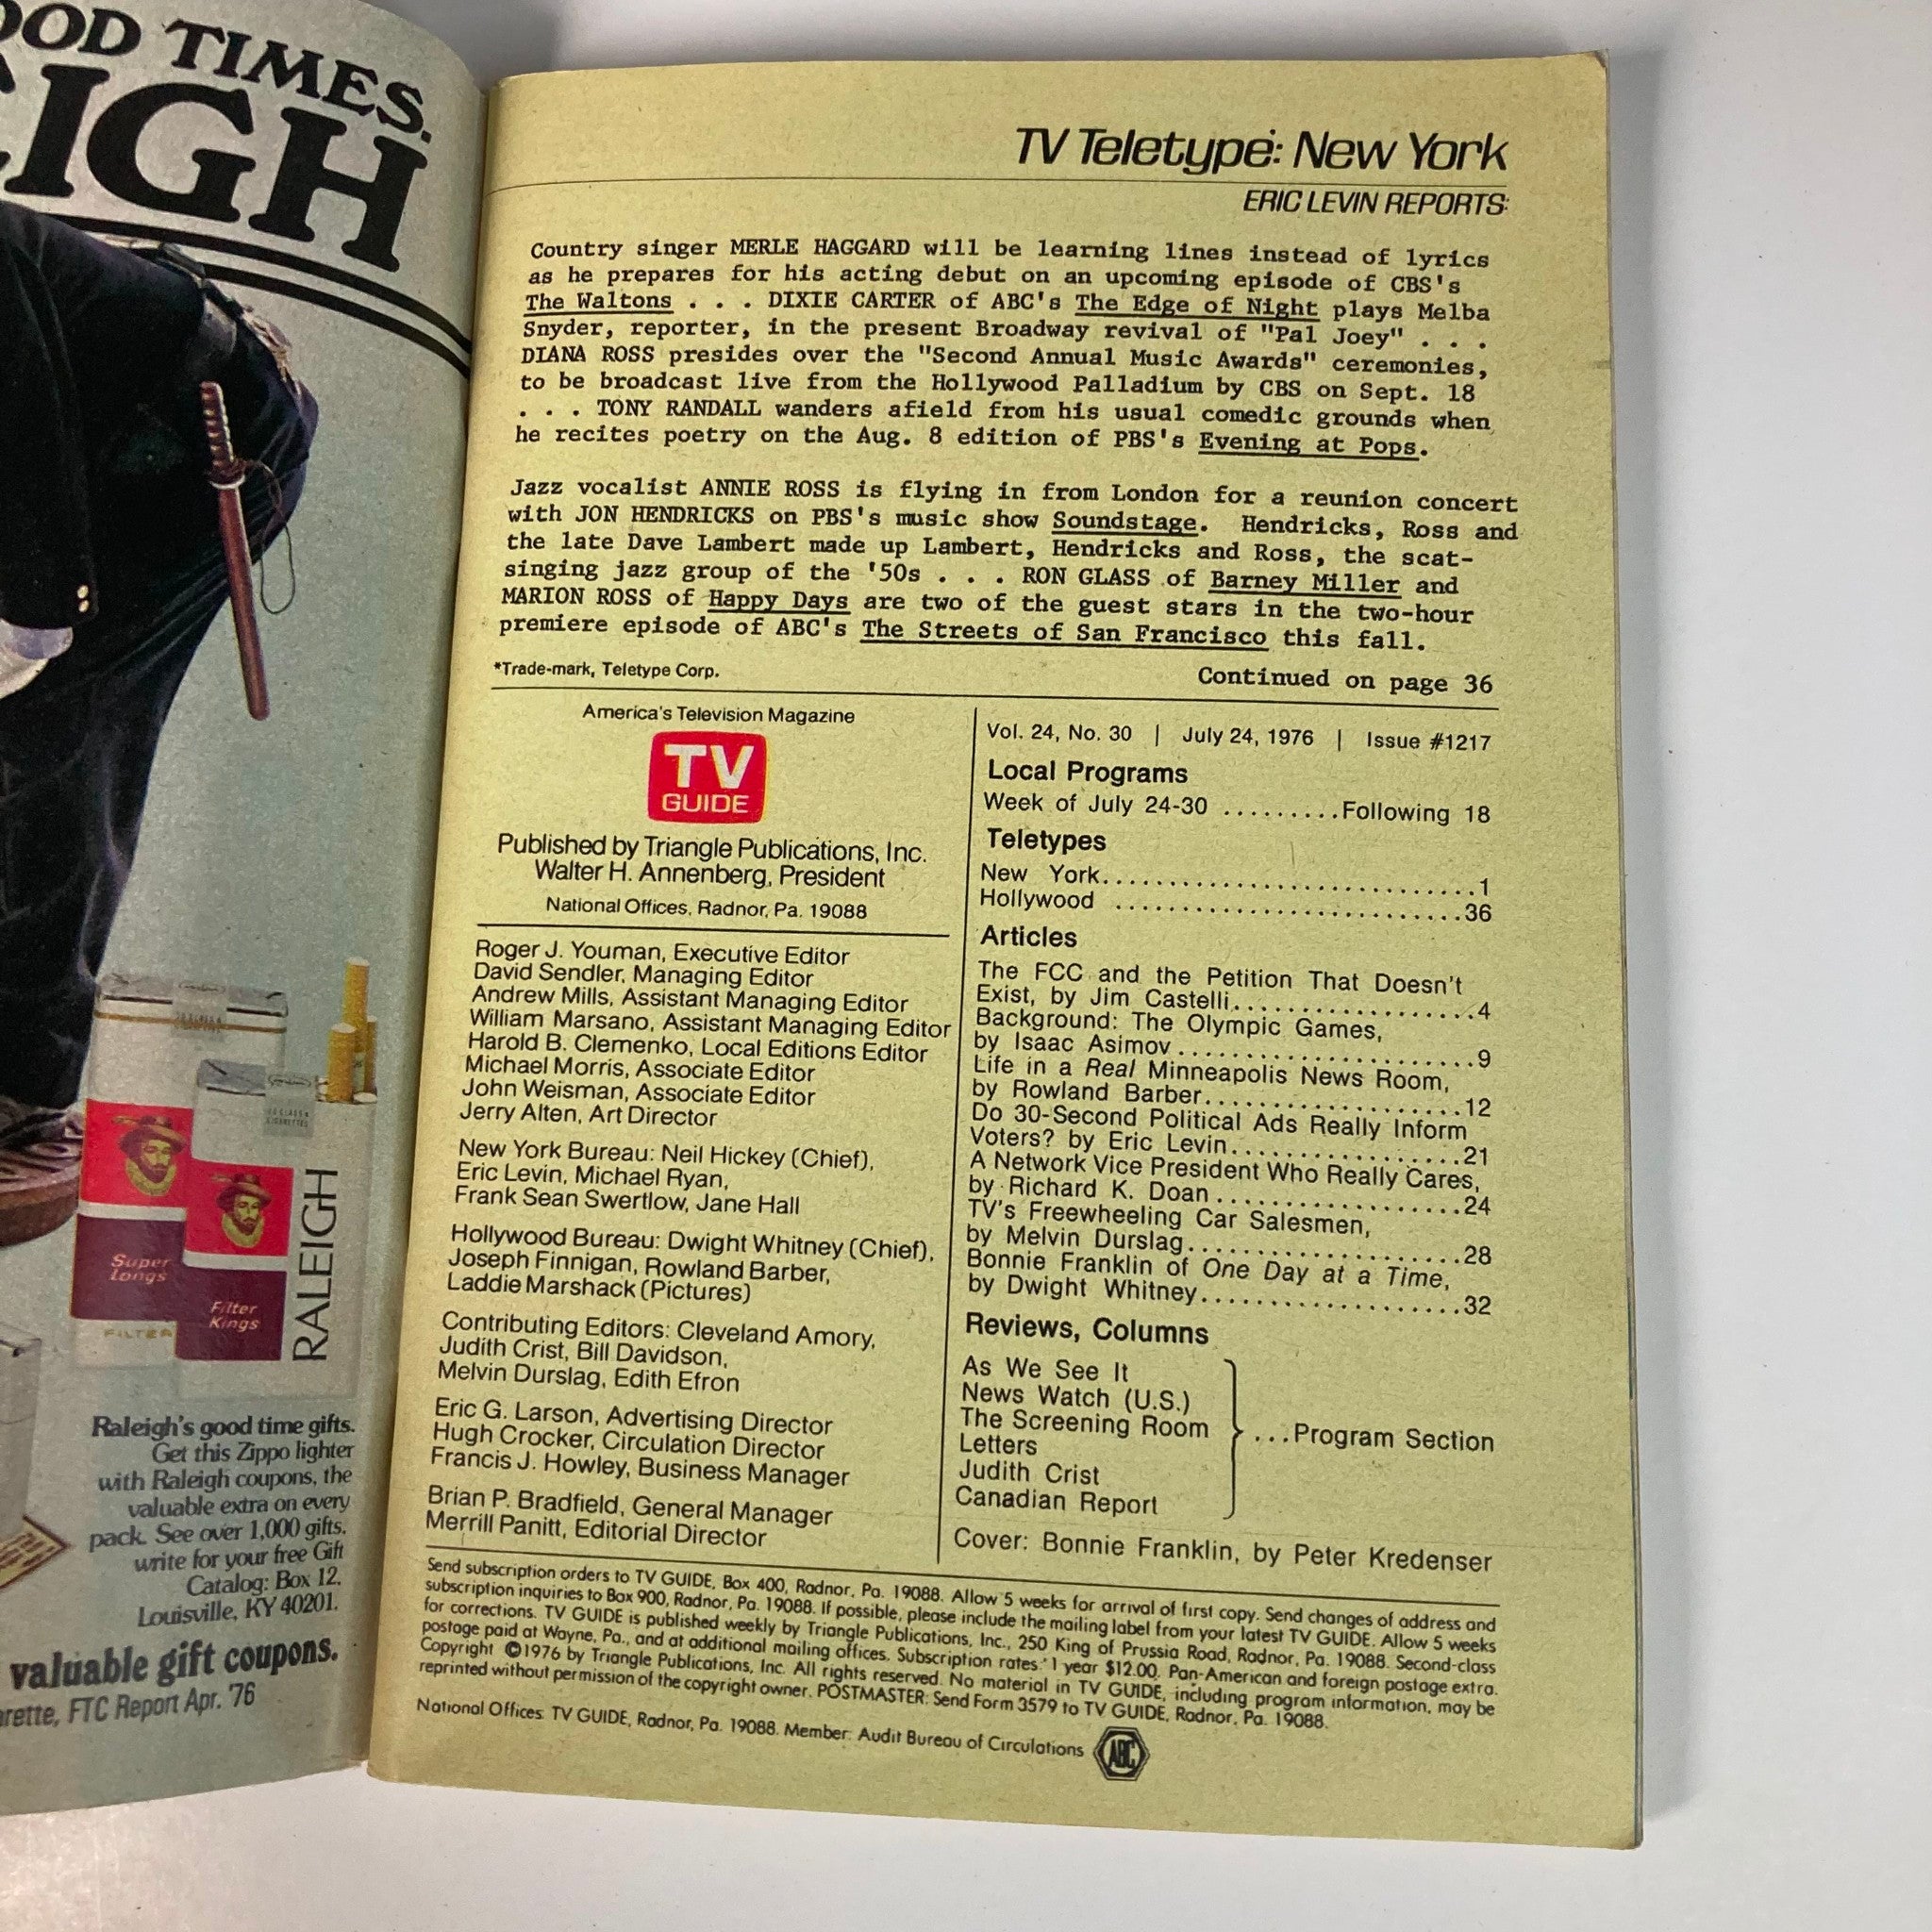 OOD TIMES.
EIGH
Super
Longs
FILTER
Filter
Kings
RALEIGH
Raleigh's good time gifts.
Get this Zippo lighter
with Raleigh coupons, the
valuable extra on every
pack. See over 1,000 gifts,
write for your free Gift
Catalog: Box 12,
Louisville, KY 40201.
valuable gift coupons.
arette, FTC Report Apr. '76
TV Teletype: New York
ERIC LEVIN REPORTS:
Country singer MERLE HAGGARD will be learning lines instead of lyrics
as he prepares for his acting debut on an upcoming episode of CBS's
The Waltons . . . DIXIE CARTER of ABC's The Edge of Night plays Melba
Snyder, reporter, in the present Broadway revival of "Pal Joey" . . .
DIANA ROSS presides over the "Second Annual Music Awards" ceremonies,
to be broadcast live from the Hollywood Palladium by CBS on Sept. 18
. . . TONY RANDALL wanders afield from his usual comedic grounds when
he recites poetry on the Aug. 8 edition of PBS's Evening at Pops.
Jazz vocalist ANNIE ROSS is flying in from London for a reunion concert
with JON HENDRICKS on PBS's music show Soundstage. Hendricks, Ross and
the late Dave Lambert made up Lambert, Hendricks and Ross, the scat-
singing jazz group of the '50s . . . RON GLASS of Barney Miller and
MARION ROSS of Happy Days are two of the guest stars in the two-hour
premiere episode of ABC's The Streets of San Francisco this fall.
*Trade-mark, Teletype Corp.
Continued on page 36
America's Television Magazine
TV
GUIDE
Published by Triangle Publications, Inc.
Walter H. Annenberg, President
National Offices, Radnor, Pa. 19088
Roger J. Youman, Executive Editor
David Sendler, Managing Editor
Andrew Mills, Assistant Managing Editor
William Marsano, Assistant Managing Editor
Harold B. Clemenko, Local Editions Editor
Michael Morris, Associate Editor
John Weisman, Associate Editor
Jerry Alten, Art Director
New York Bureau: Neil Hickey (Chief),
Eric Levin, Michael Ryan,
Frank Sean Swertlow, Jane Hall
Hollywood Bureau: Dwight Whitney (Chief),
Joseph Finnigan, Rowland Barber,
Laddie Marshack (Pictures)
Contributing Editors: Cleveland Amory,
Judith Crist, Bill Davidson,
Melvin Durslag, Edith Efron
Eric G. Larson, Advertising Director
Hugh Crocker, Circulation Director
Francis J. Howley, Business Manager
Brian P. Bradfield, General Manager
Merrill Panitt, Editorial Director
Vol. 24, No. 30 | July 24, 1976 | Issue #1217
Local Programs
Week of July 24-30 .........Following 18
Teletypes
New York............................1
Hollywood ..........................36
Articles
The FCC and the Petition That Doesn't
Exist, by Jim Castelli..................4
Background: The Olympic Games,
by Isaac Asimov......................9
Life in a Real Minneapolis News Room,
by Rowland Barber...................12
Do 30-Second Political Ads Really Inform
Voters? by Eric Levin.................21
A Network Vice President Who Really Cares,
by Richard K. Doan..................24
TV's Freewheeling Car Salesmen,
by Melvin Durslag....................28
Bonnie Franklin of One Day at a Time,
by Dwight Whitney...................32
Reviews, Columns
As We See It
News Watch (U.S.)
The Screening Room
Letters
Judith Crist
Canadian Report
...Program Section
Cover: Bonnie Franklin, by Peter Kredenser
Send subscription orders to TV GUIDE, Box 400, Radnor, Pa. 19088. Allow 5 weeks for arrival of first copy. Send changes of address and
subscription inquiries to Box 900, Radnor, Pa. 19088. If possible, please include the mailing label from your latest TV GUIDE. Allow 5 weeks
for corrections. TV GUIDE is published weekly by Triangle Publications, Inc., 250 King of Prussia Road, Radnor, Pa. 19088. Second-class
postage paid at Wayne, Pa., and at additional mailing offices. Subscription rates: 1 year $12.00. Pan-American and foreign postage extra.
Copyright ©1976 by Triangle Publications, Inc. All rights reserved. No material in TV GUIDE, including program information, may be
reprinted without permission of the copyright owner. POSTMASTER: Send Form 3579 to TV GUIDE, Radnor, Pa. 19088.
National Offices: TV GUIDE, Radnor, Pa. 19088. Member: Audit Bureau of Circulations
ABC